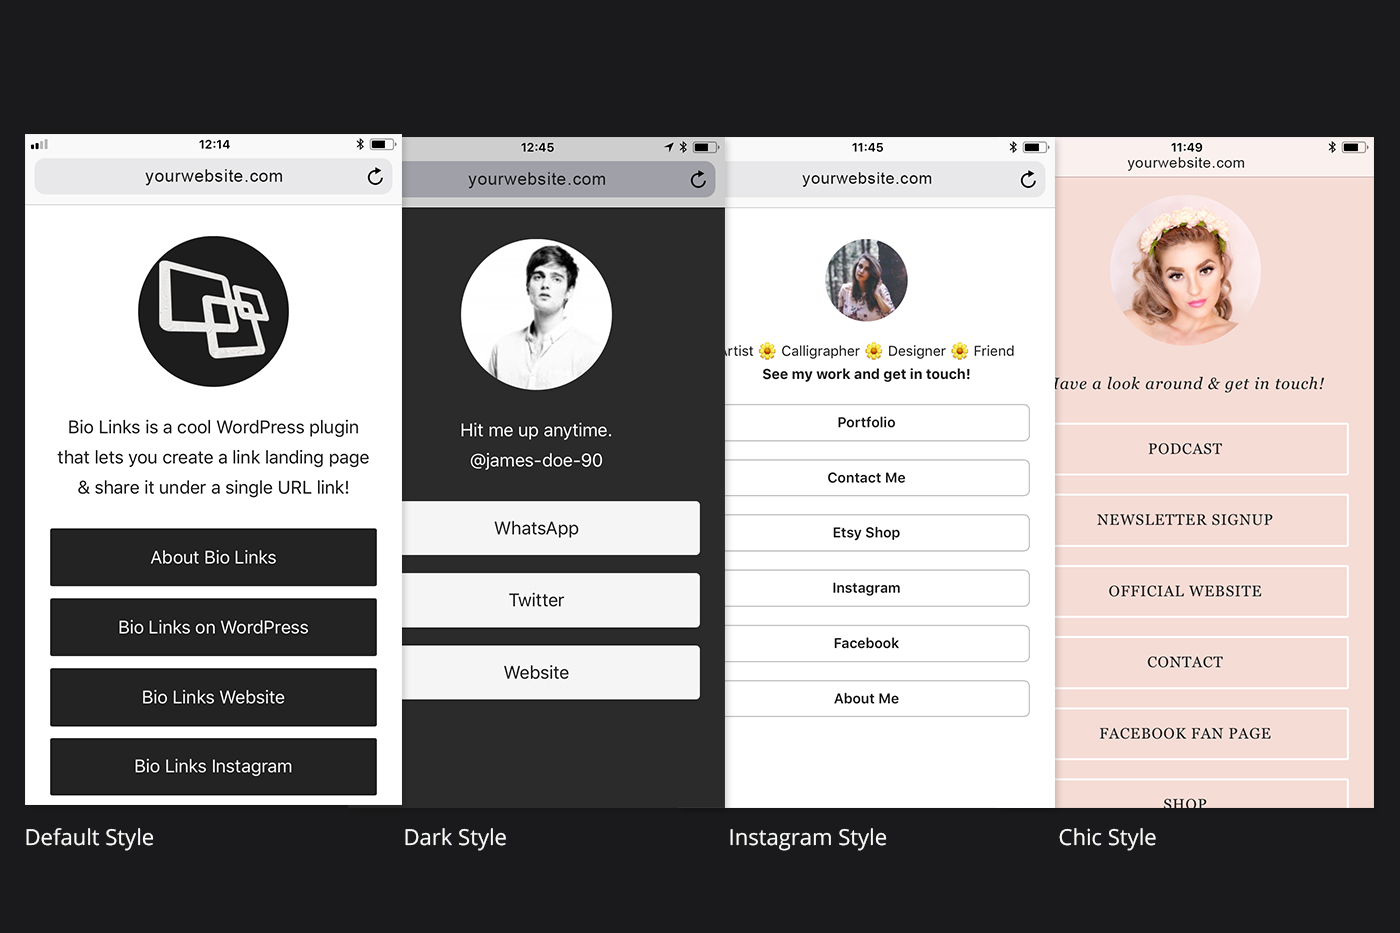 12:14
yourwebsite.com
Bio Links is a cool WordPress plugin
that lets you create a link landing page
& share it under a single URL link!
About Bio Links
Bio Links on WordPress
Bio Links Website
Bio Links Instagram
Default Style
12:45
yourwebsite.com
Hit me up anytime.
@james-doe-90
WhatsApp
Twitter
Website
Dark Style
11:45
yourwebsite.com
rtist 🌼 Calligrapher 🌼 Designer 🌼 Friend
See my work and get in touch!
Portfolio
Contact Me
Etsy Shop
Instagram
Facebook
About Me
Instagram Style
11:49
yourwebsite.com
Have a look around & get in touch!
PODCAST
NEWSLETTER SIGNUP
OFFICIAL WEBSITE
CONTACT
FACEBOOK FAN PAGE
SHOP
Chic Style